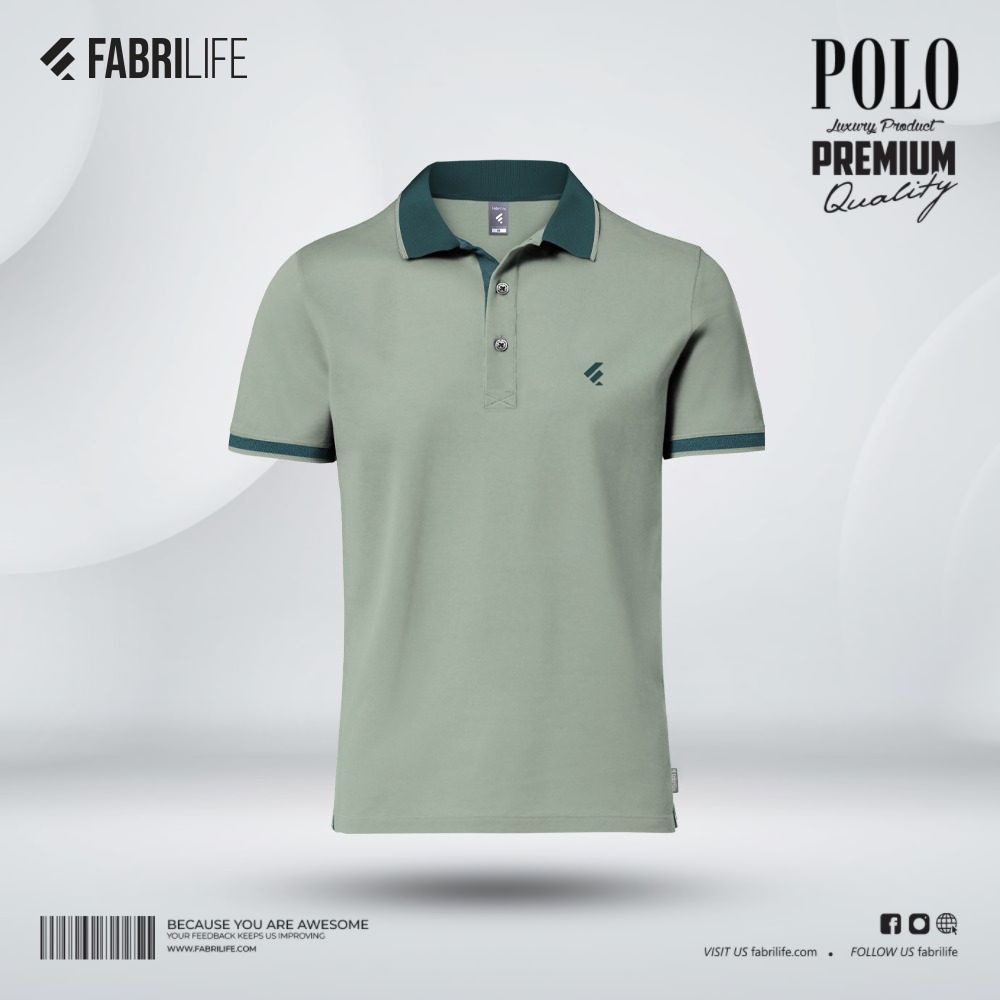 FABRILIFE
POLO
Luxury Product
PREMIUM
Quality
BECAUSE YOU ARE AWESOME
YOUR FEEDBACK KEEPS US IMPROVING
WWW.FABRILIFE.COM
VISIT US fabrilife.com • FOLLOW US fabrilife